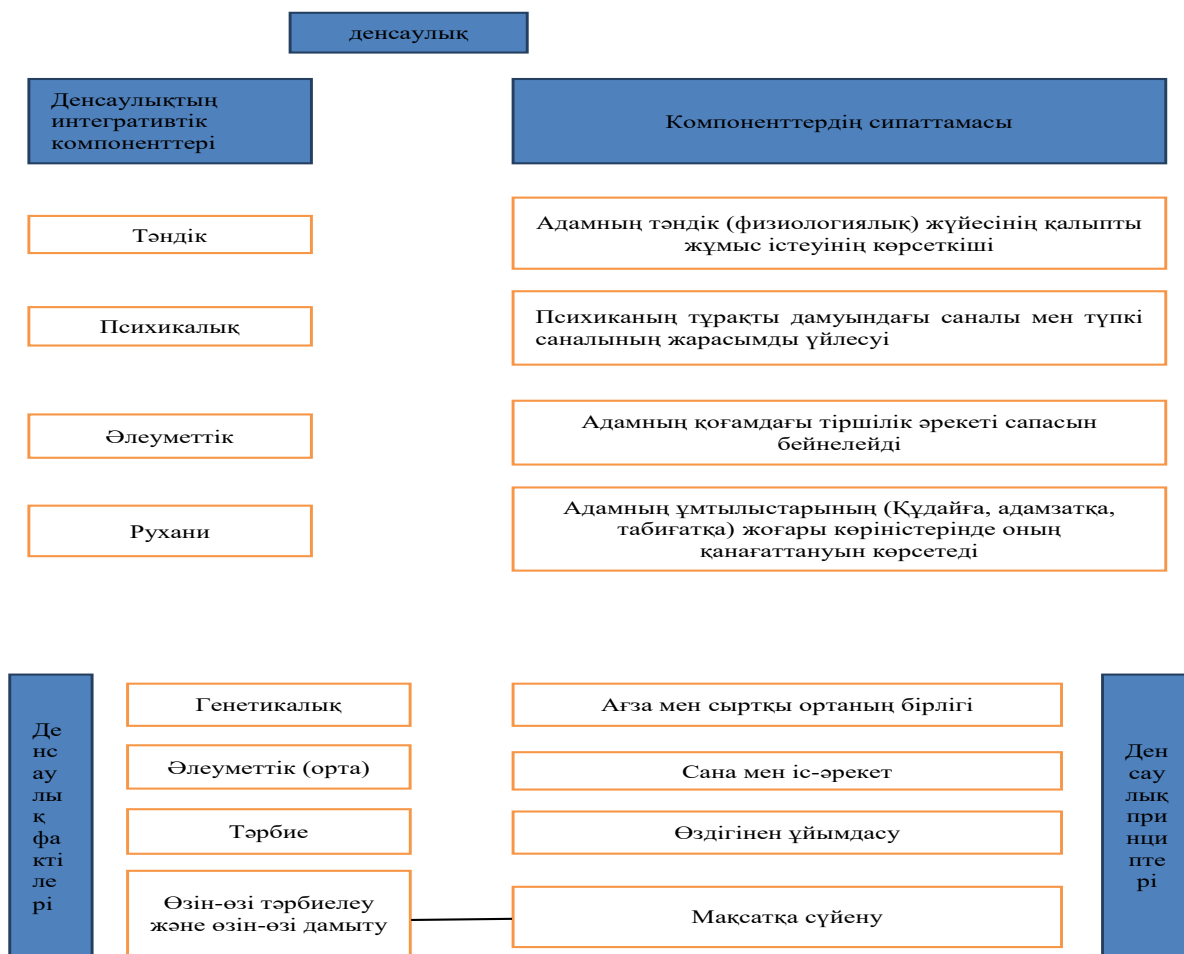 денсаулық
Денсаулықтың
интегративтік
компоненттері
Компоненттердің сипаттамасы
Тәндік
Адамның тәндік (физиологиялық) жүйесінің қалыпты
жұмыс істеуінің көрсеткіші
Психикалық
Психиканың тұрақты дамуындағы саналы мен түпкі
саналының жарасымды үйлесуі
Әлеуметтік
Адамның қоғамдағы тіршілік әрекеті сапасын
бейнелейді
Рухани
Адамның ұмтылыстарының (Құдайға, адамзатқа,
табиғатқа) жоғары көріністерінде оның
қанағаттануын көрсетеді
Де
нс
ау
лы
қ
фа
кті
ле
рі
Генетикалық
Әлеуметтік (орта)
Тәрбие
Өзін-өзі тәрбиелеу
және өзін-өзі дамыту
Ағза мен сыртқы ортаның бірлігі
Сана мен іс-әрекет
Өздігінен ұйымдасу
Мақсатқа сүйену
Ден
сау
лық
при
нци
пте
рі